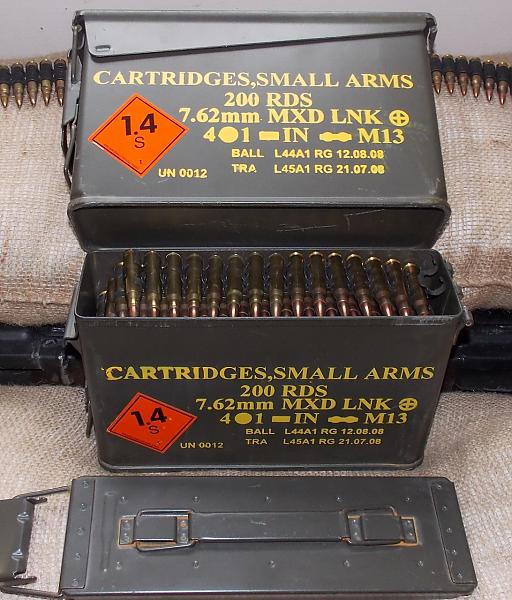 CARTRIDGES,SMALL ARMS
200 RDS
7.62mm MXD LNK
4 1 IN M13
1.4
S
BALL L44A1 RG 12.08.08
UN 0012 TRA L45A1 RG 21.07.08
CARTRIDGES,SMALL ARMS
200 RDS
7.62mm MXD LNK
4 1 IN M13
1.4
S
BALL L44A1 RG 12.08.08
UN 0012 TRA L45A1 RG 21.07.08